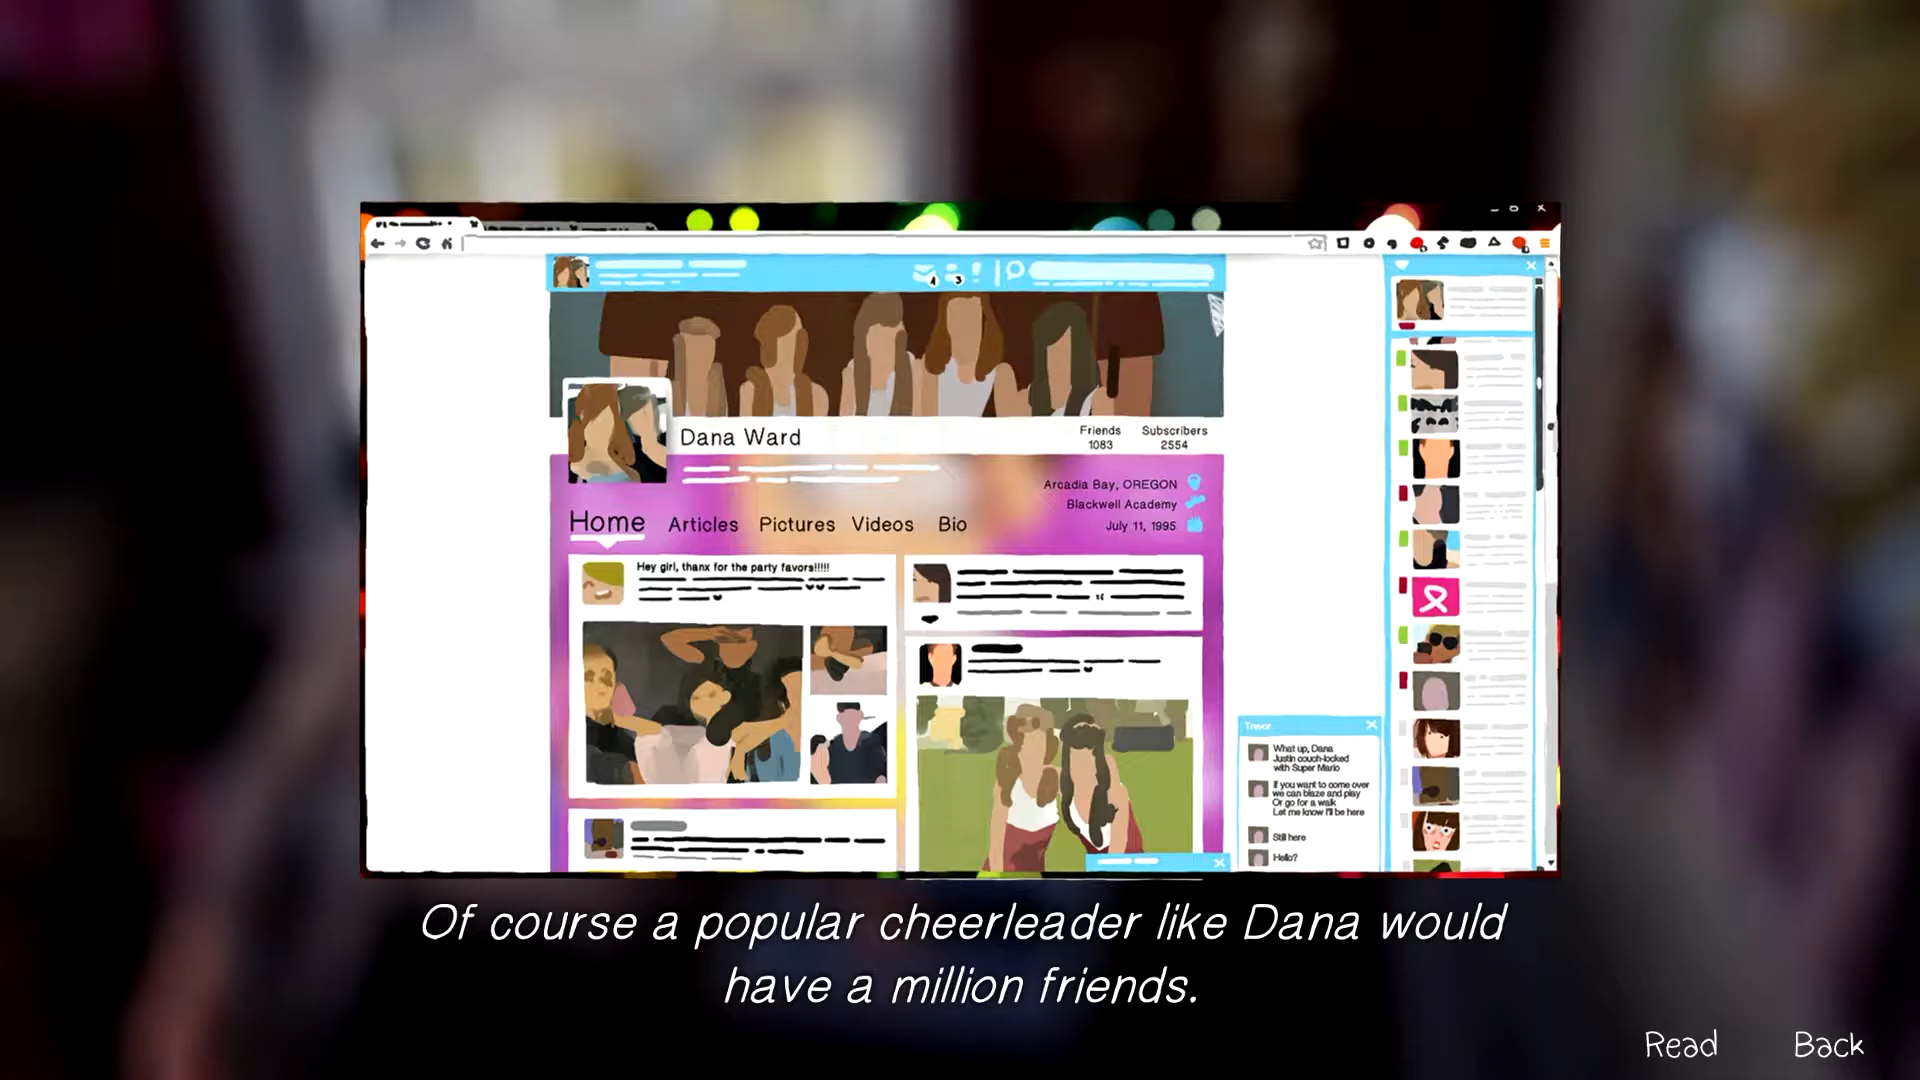 4
3
Dana Ward
Friends
1083
Subscribers
2554
Arcadia Bay, OREGON
Blackwell Academy
July 11, 1995
Home
Articles
Pictures
Videos
Bio
Hey girl, thanx for the party favors!!!!!
:(
Trevor
What up, Dana
Justin couch-locked
with Super Mario
If you want to come over
we can blaze and play
Or go for a walk
Let me know I'll be here
Still here
Hello?
Of course a popular cheerleader like Dana would
have a million friends.
Read
Back